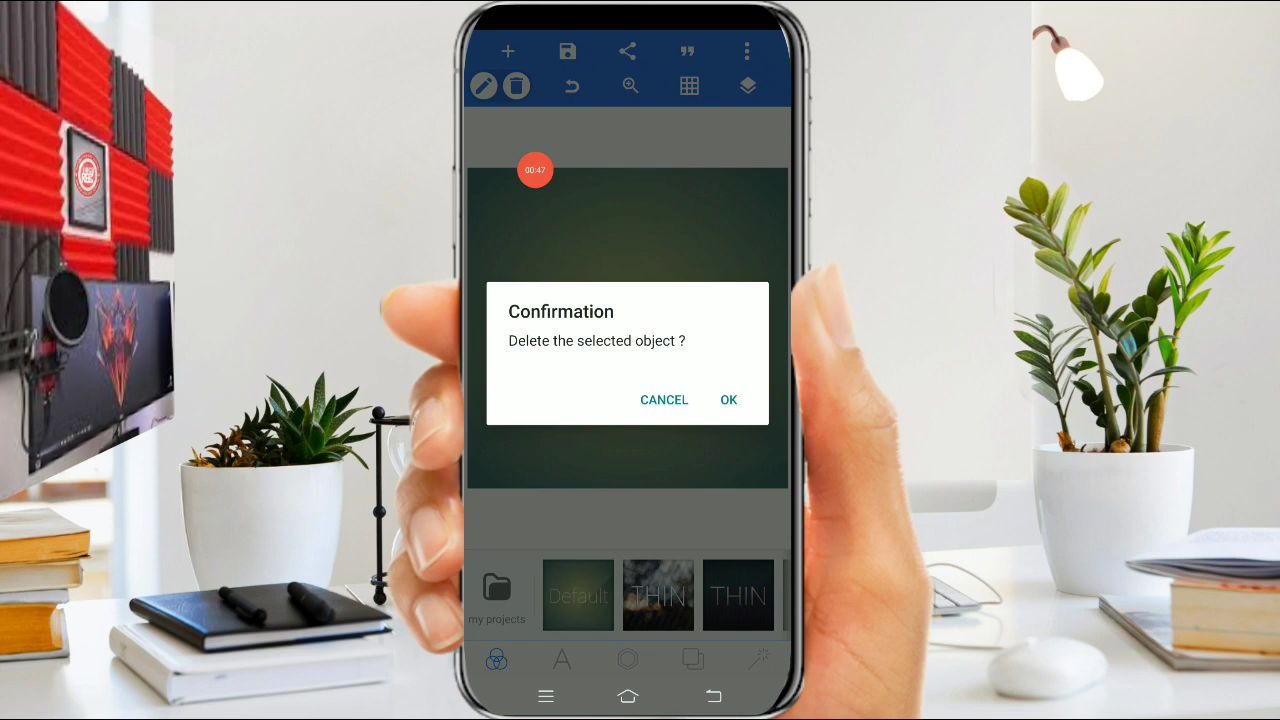 00:47
Confirmation
Delete the selected object ?
CANCEL
OK
my projects
Default
THIN
THIN